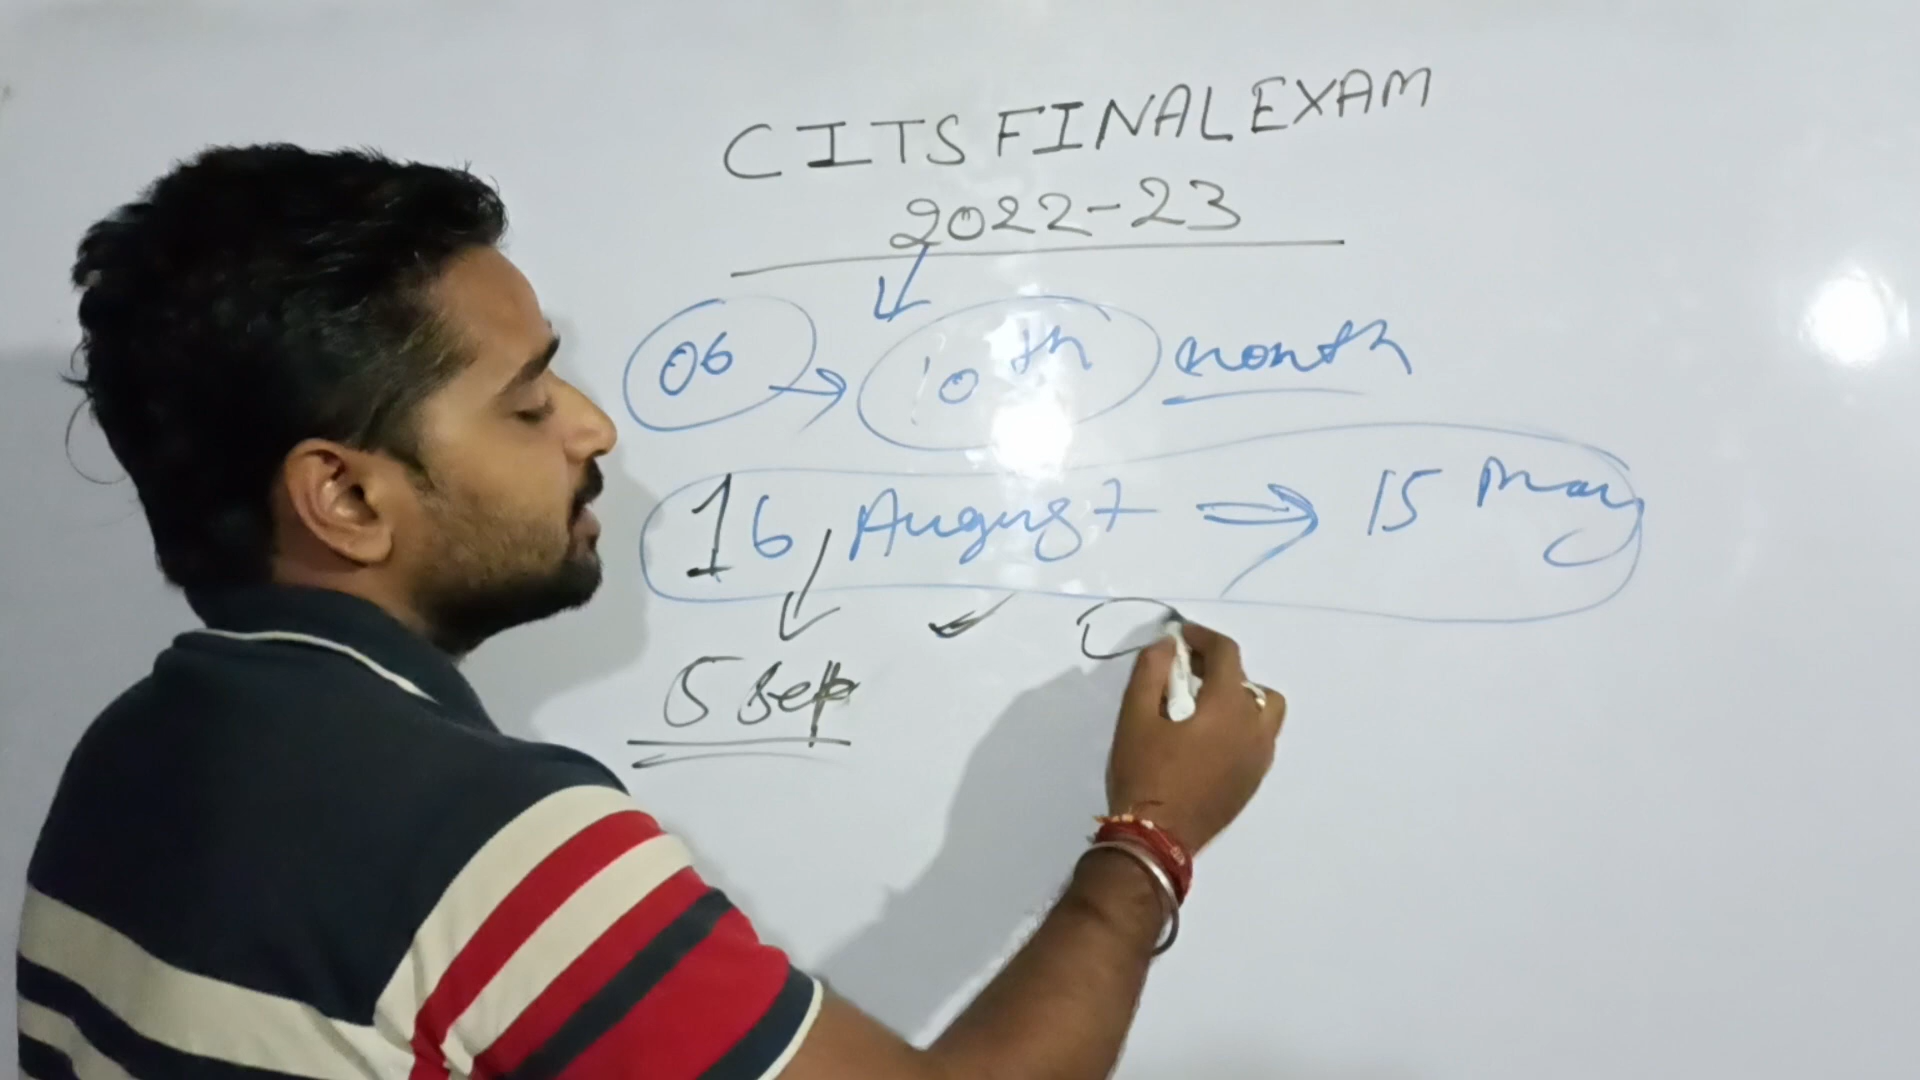 CITS FINAL EXAM
2022-23
06 → 10th month
16 August → 15 May
5 Sep